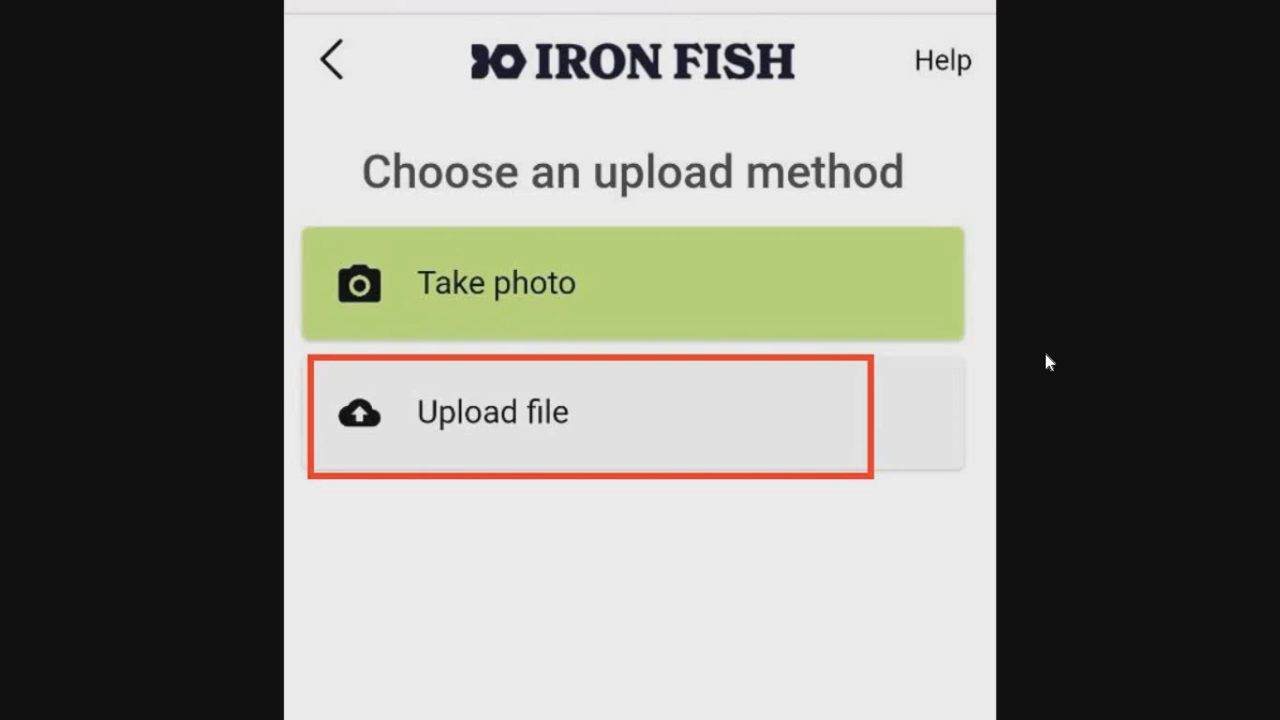 IRON FISH
Help
Choose an upload method
Take photo
Upload file